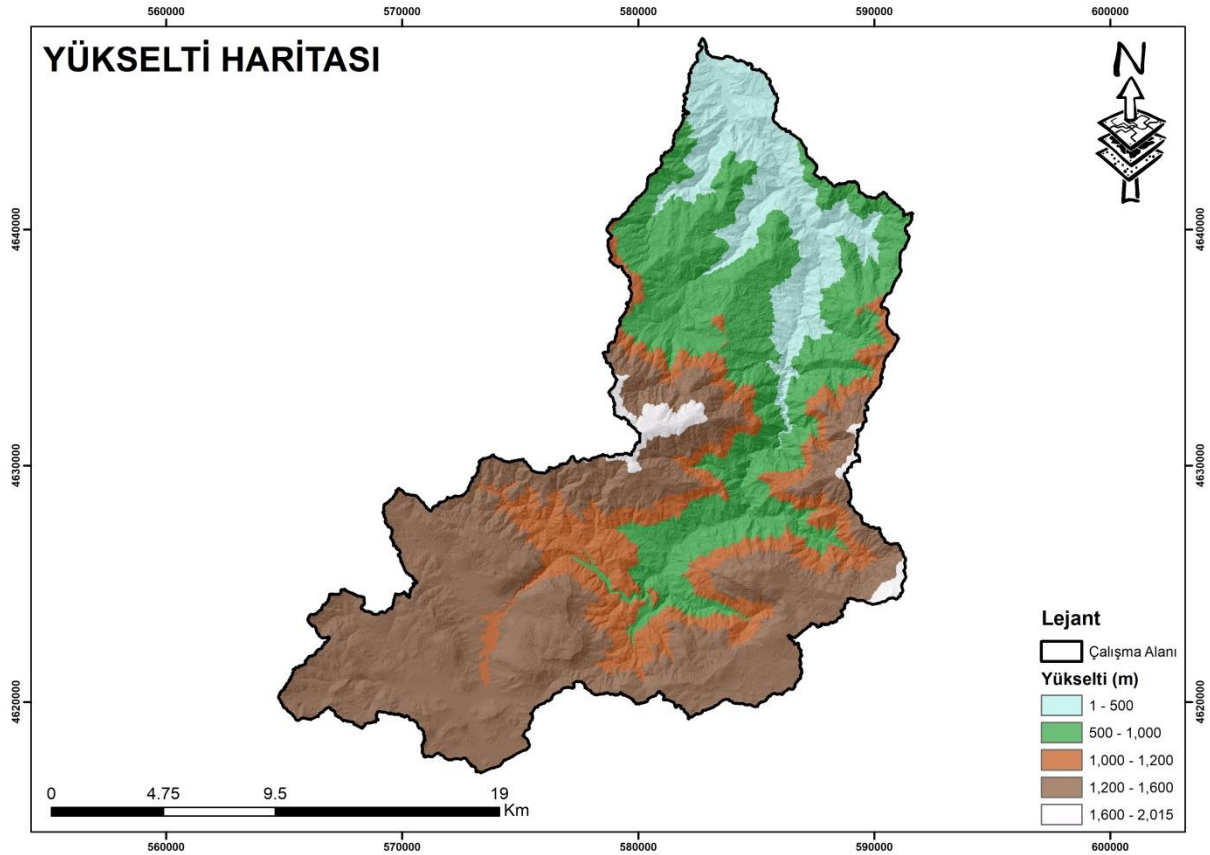 560000 570000 580000 590000 600000
YÜKSELTİ HARİTASI
N
4640000 4640000
4630000 4630000
4620000 4620000
Lejant
Çalışma Alanı
Yükselti (m)
1 - 500
500 - 1,000
1,000 - 1,200
1,200 - 1,600
1,600 - 2,015
0 4.75 9.5 19
Km
560000 570000 580000 590000 600000